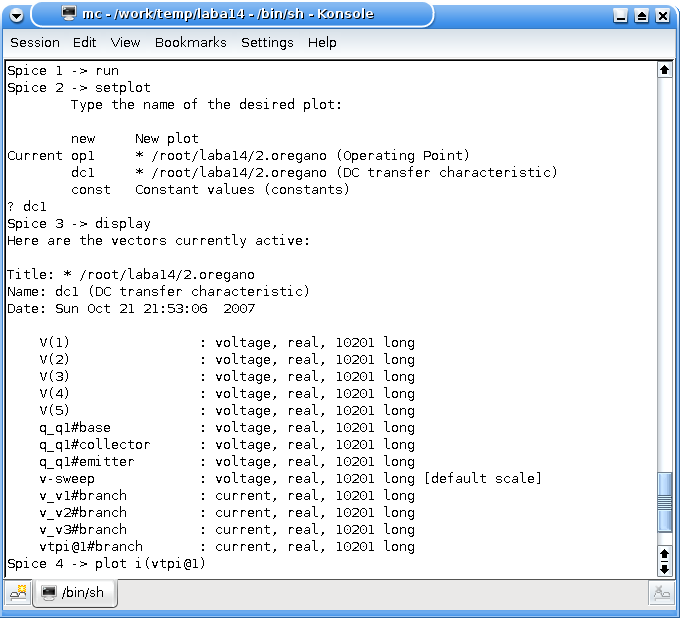 mc - /work/temp/laba14 - /bin/sh - Konsole
Session Edit View Bookmarks Settings Help
Spice 1 -> run
Spice 2 -> setplot
        Type the name of the desired plot:

        new     New plot
Current op1     * /root/laba14/2.oregano (Operating Point)
        dc1     * /root/laba14/2.oregano (DC transfer characteristic)
        const   Constant values (constants)
? dc1
Spice 3 -> display
Here are the vectors currently active:

Title: * /root/laba14/2.oregano
Name: dc1 (DC transfer characteristic)
Date: Sun Oct 21 21:53:06  2007

    V(1)                : voltage, real, 10201 long
    V(2)                : voltage, real, 10201 long
    V(3)                : voltage, real, 10201 long
    V(4)                : voltage, real, 10201 long
    V(5)                : voltage, real, 10201 long
    q_q1#base           : voltage, real, 10201 long
    q_q1#collector      : voltage, real, 10201 long
    q_q1#emitter        : voltage, real, 10201 long
    v-sweep             : voltage, real, 10201 long [default scale]
    v_v1#branch         : current, real, 10201 long
    v_v2#branch         : current, real, 10201 long
    v_v3#branch         : current, real, 10201 long
    vtpi@1#branch       : current, real, 10201 long
Spice 4 -> plot i(vtpi@1)
/bin/sh